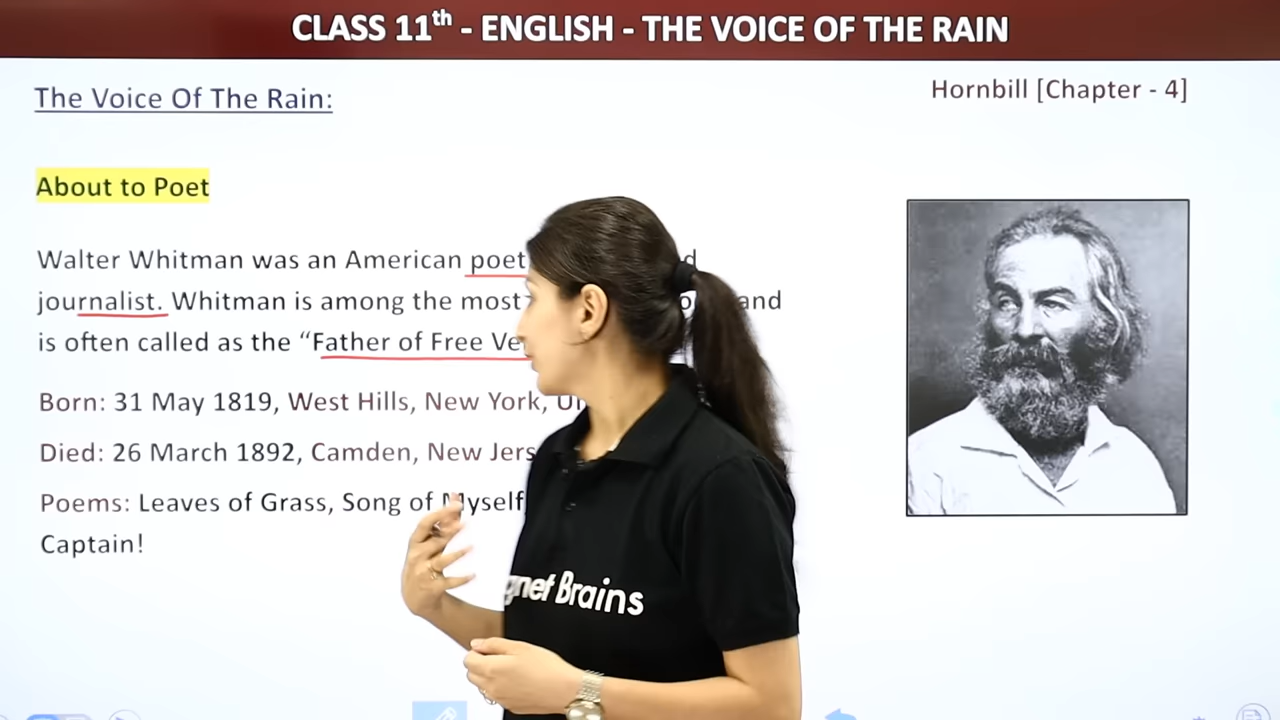 CLASS 11th - ENGLISH - THE VOICE OF THE RAIN
The Voice Of The Rain:
Hornbill [Chapter - 4]
About to Poet
Walter Whitman was an American poet
journalist. Whitman is among the most and
is often called as the “Father of Free
Born: 31 May 1819, West Hills, New York,
Died: 26 March 1892, Camden, New
Poems: Leaves of Grass, Song of Myself
Captain!
Brains